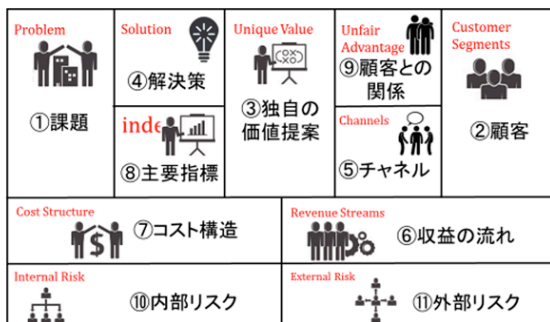 Problem
①課題
Solution
④解決策
inde
⑧主要指標
Unique Value
③独自の
価値提案
Unfair
Advantage
⑨顧客との
関係
Channels
⑤チャネル
Customer
Segments
②顧客
Cost Structure
⑦コスト構造
Revenue Streams
⑥収益の流れ
Internal Risk
⑩内部リスク
External Risk
⑪外部リスク